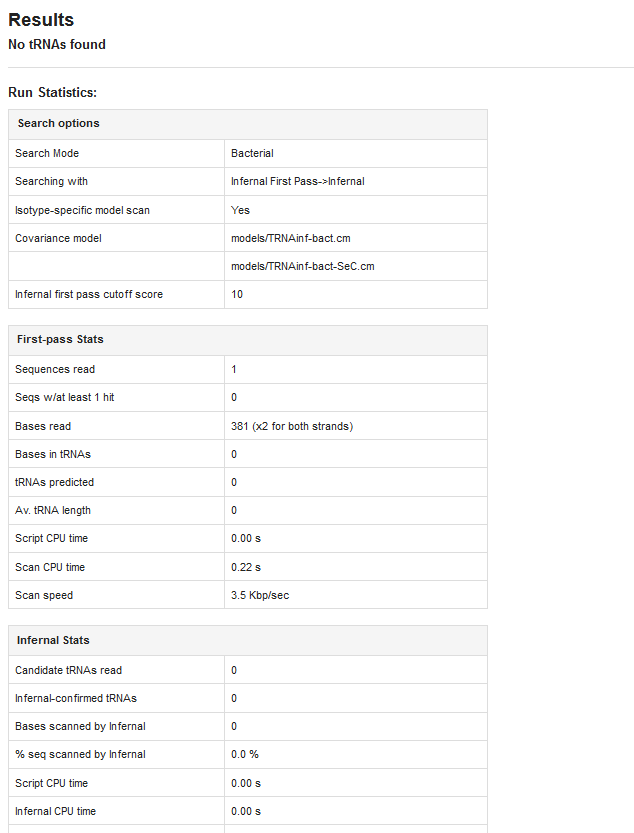 Results
No tRNAs found
Run Statistics:
Search options
Search Mode Bacterial
Searching with Infernal First Pass->Infernal
Isotype-specific model scan Yes
Covariance model models/TRNAinf-bact.cm
models/TRNAinf-bact-SeC.cm
Infernal first pass cutoff score 10
First-pass Stats
Sequences read 1
Seqs w/at least 1 hit 0
Bases read 381 (x2 for both strands)
Bases in tRNAs 0
tRNAs predicted 0
Av. tRNA length 0
Script CPU time 0.00 s
Scan CPU time 0.22 s
Scan speed 3.5 Kbp/sec
Infernal Stats
Candidate tRNAs read 0
Infernal-confirmed tRNAs 0
Bases scanned by Infernal 0
% seq scanned by Infernal 0.0 %
Script CPU time 0.00 s
Infernal CPU time 0.00 s